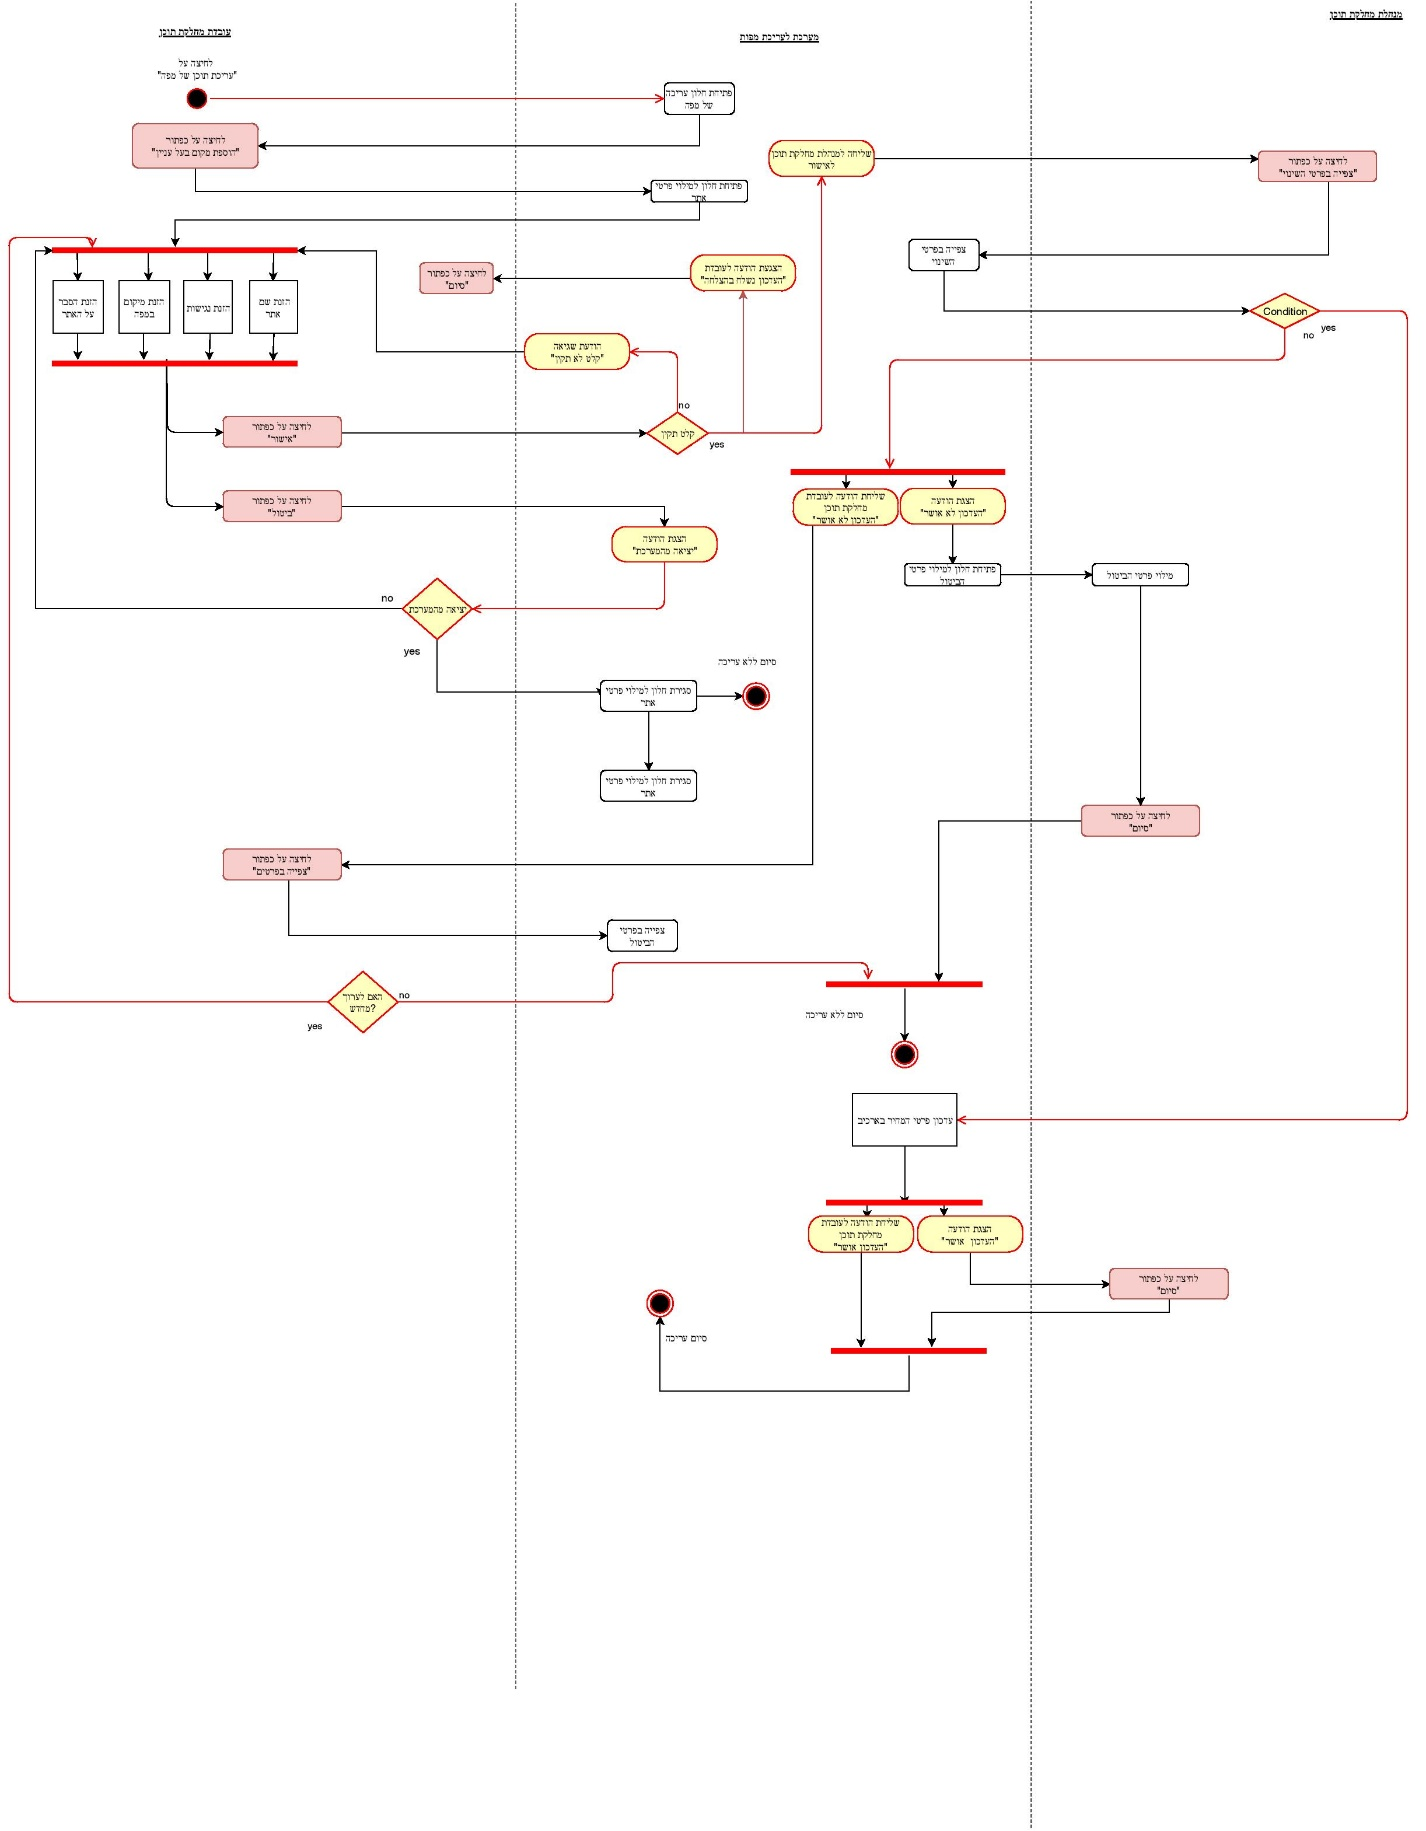 מנהלת מחלקת תוכן
עובדת מחלקת תוכן
מערכת לעריכת מפות
לחיצה על
"עריכת תוכן של מפה"
פתיחת חלון עריכה
של מפה
לחיצה על כפתור
"הוספת מקום בעל עניין"
שליחה למנהלת מחלקת תוכן
לאישור
לחיצה על כפתור
"צפייה בפרטי השינוי"
פתיחת חלון למילוי פרטי
אתר
צפייה בפרטי
השינוי
הצגעת הודעה לעובדת
"העדכון נשלח בהצלחה"
לחיצה על כפתור
"סיום"
הזנת שם
אתר
הזנת נגישות
הזנת מיקום
במפה
הזנת הסבר
על האתר
Condition
yes
no
הודעת שגיאה
"קלט לא תקין"
no
לחיצה על כפתור
"אישור"
קלט תקין
yes
לחיצה על כפתור
"ביטול"
שליחת הודעה לעובדת
מחלקת תוכן
"העדכון לא אושר"
הצגת הודעה
"העדכון לא אושר"
הצגת הודעה
"יציאה מהמערכת"
פתיחת חלון למילוי פרטי
הביטול
מילוי פרטי הביטול
no
יציאה מהמערכת
yes
סיום ללא עריכה
סגירת חלון למילוי פרטי
אתר
סגירת חלון למילוי פרטי
אתר
לחיצה על כפתור
"סיום"
לחיצה על כפתור
"צפייה בפרטים"
צפייה בפרטי
הביטול
האם לערוך
מחדש?
no
yes
סיום ללא עריכה
עדכון פרטי המחיר בארכיב
שליחת הודעה לעובדת
מחלקת תוכן
"העדכון אושר"
הצגת הודעה
"העדכון אושר"
לחיצה על כפתור
"סיום"
סיום עריכה